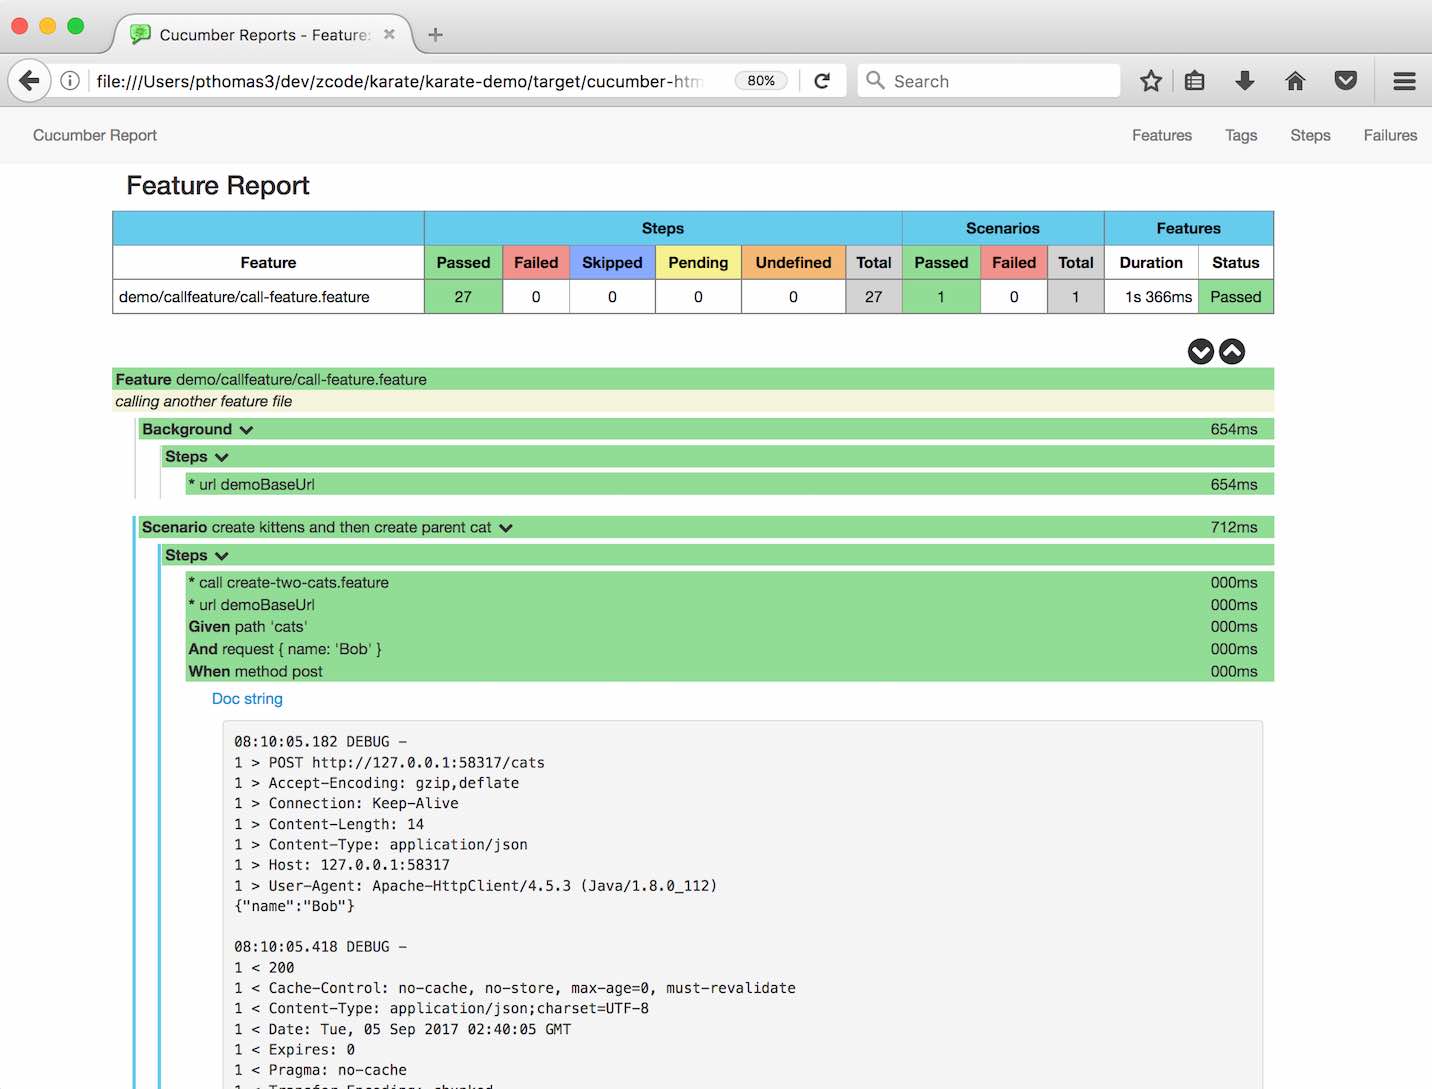 Cucumber Reports - Feature:
file:///Users/pthomas3/dev/zcode/karate/karate-demo/target/cucumber-htm
80%
Search
Cucumber Report
Features Tags Steps Failures
Feature Report
Steps Scenarios Features
Feature Passed Failed Skipped Pending Undefined Total Passed Failed Total Duration Status
demo/callfeature/call-feature.feature 27 0 0 0 0 27 1 0 1 1s 366ms Passed
Feature demo/callfeature/call-feature.feature
calling another feature file
Background 654ms
Steps
* url demoBaseUrl 654ms
Scenario create kittens and then create parent cat 712ms
Steps
* call create-two-cats.feature 000ms
* url demoBaseUrl 000ms
Given path 'cats' 000ms
And request { name: 'Bob' } 000ms
When method post 000ms
Doc string
08:10:05.182 DEBUG -
1 > POST http://127.0.0.1:58317/cats
1 > Accept-Encoding: gzip,deflate
1 > Connection: Keep-Alive
1 > Content-Length: 14
1 > Content-Type: application/json
1 > Host: 127.0.0.1:58317
1 > User-Agent: Apache-HttpClient/4.5.3 (Java/1.8.0_112)
{"name":"Bob"}
08:10:05.418 DEBUG -
1 < 200
1 < Cache-Control: no-cache, no-store, max-age=0, must-revalidate
1 < Content-Type: application/json;charset=UTF-8
1 < Date: Tue, 05 Sep 2017 02:40:05 GMT
1 < Expires: 0
1 < Pragma: no-cache
1 < Transfer-Encoding: chunked